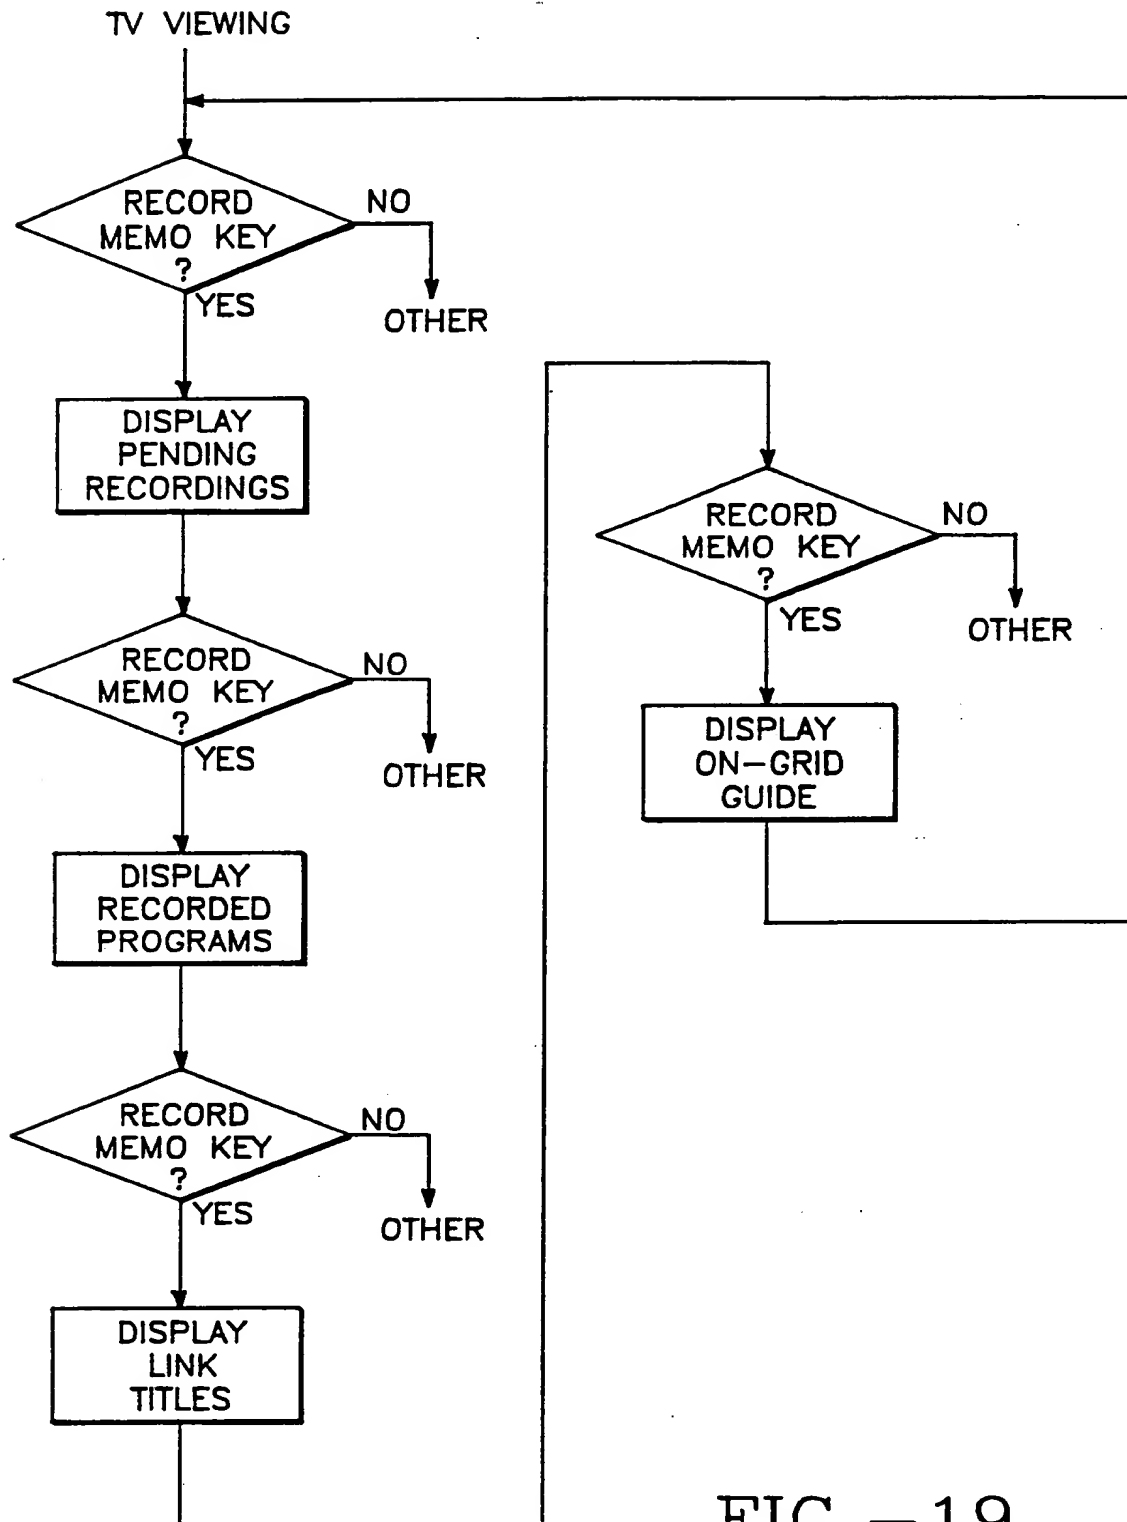 TV VIEWING
RECORD
MEMO KEY
?
NO
YES
OTHER
DISPLAY
PENDING
RECORDINGS
RECORD
MEMO KEY
?
NO
YES
OTHER
DISPLAY
RECORDED
PROGRAMS
RECORD
MEMO KEY
?
NO
YES
OTHER
DISPLAY
LINK
TITLES
RECORD
MEMO KEY
?
NO
YES
OTHER
DISPLAY
ON-GRID
GUIDE
FIG.-19